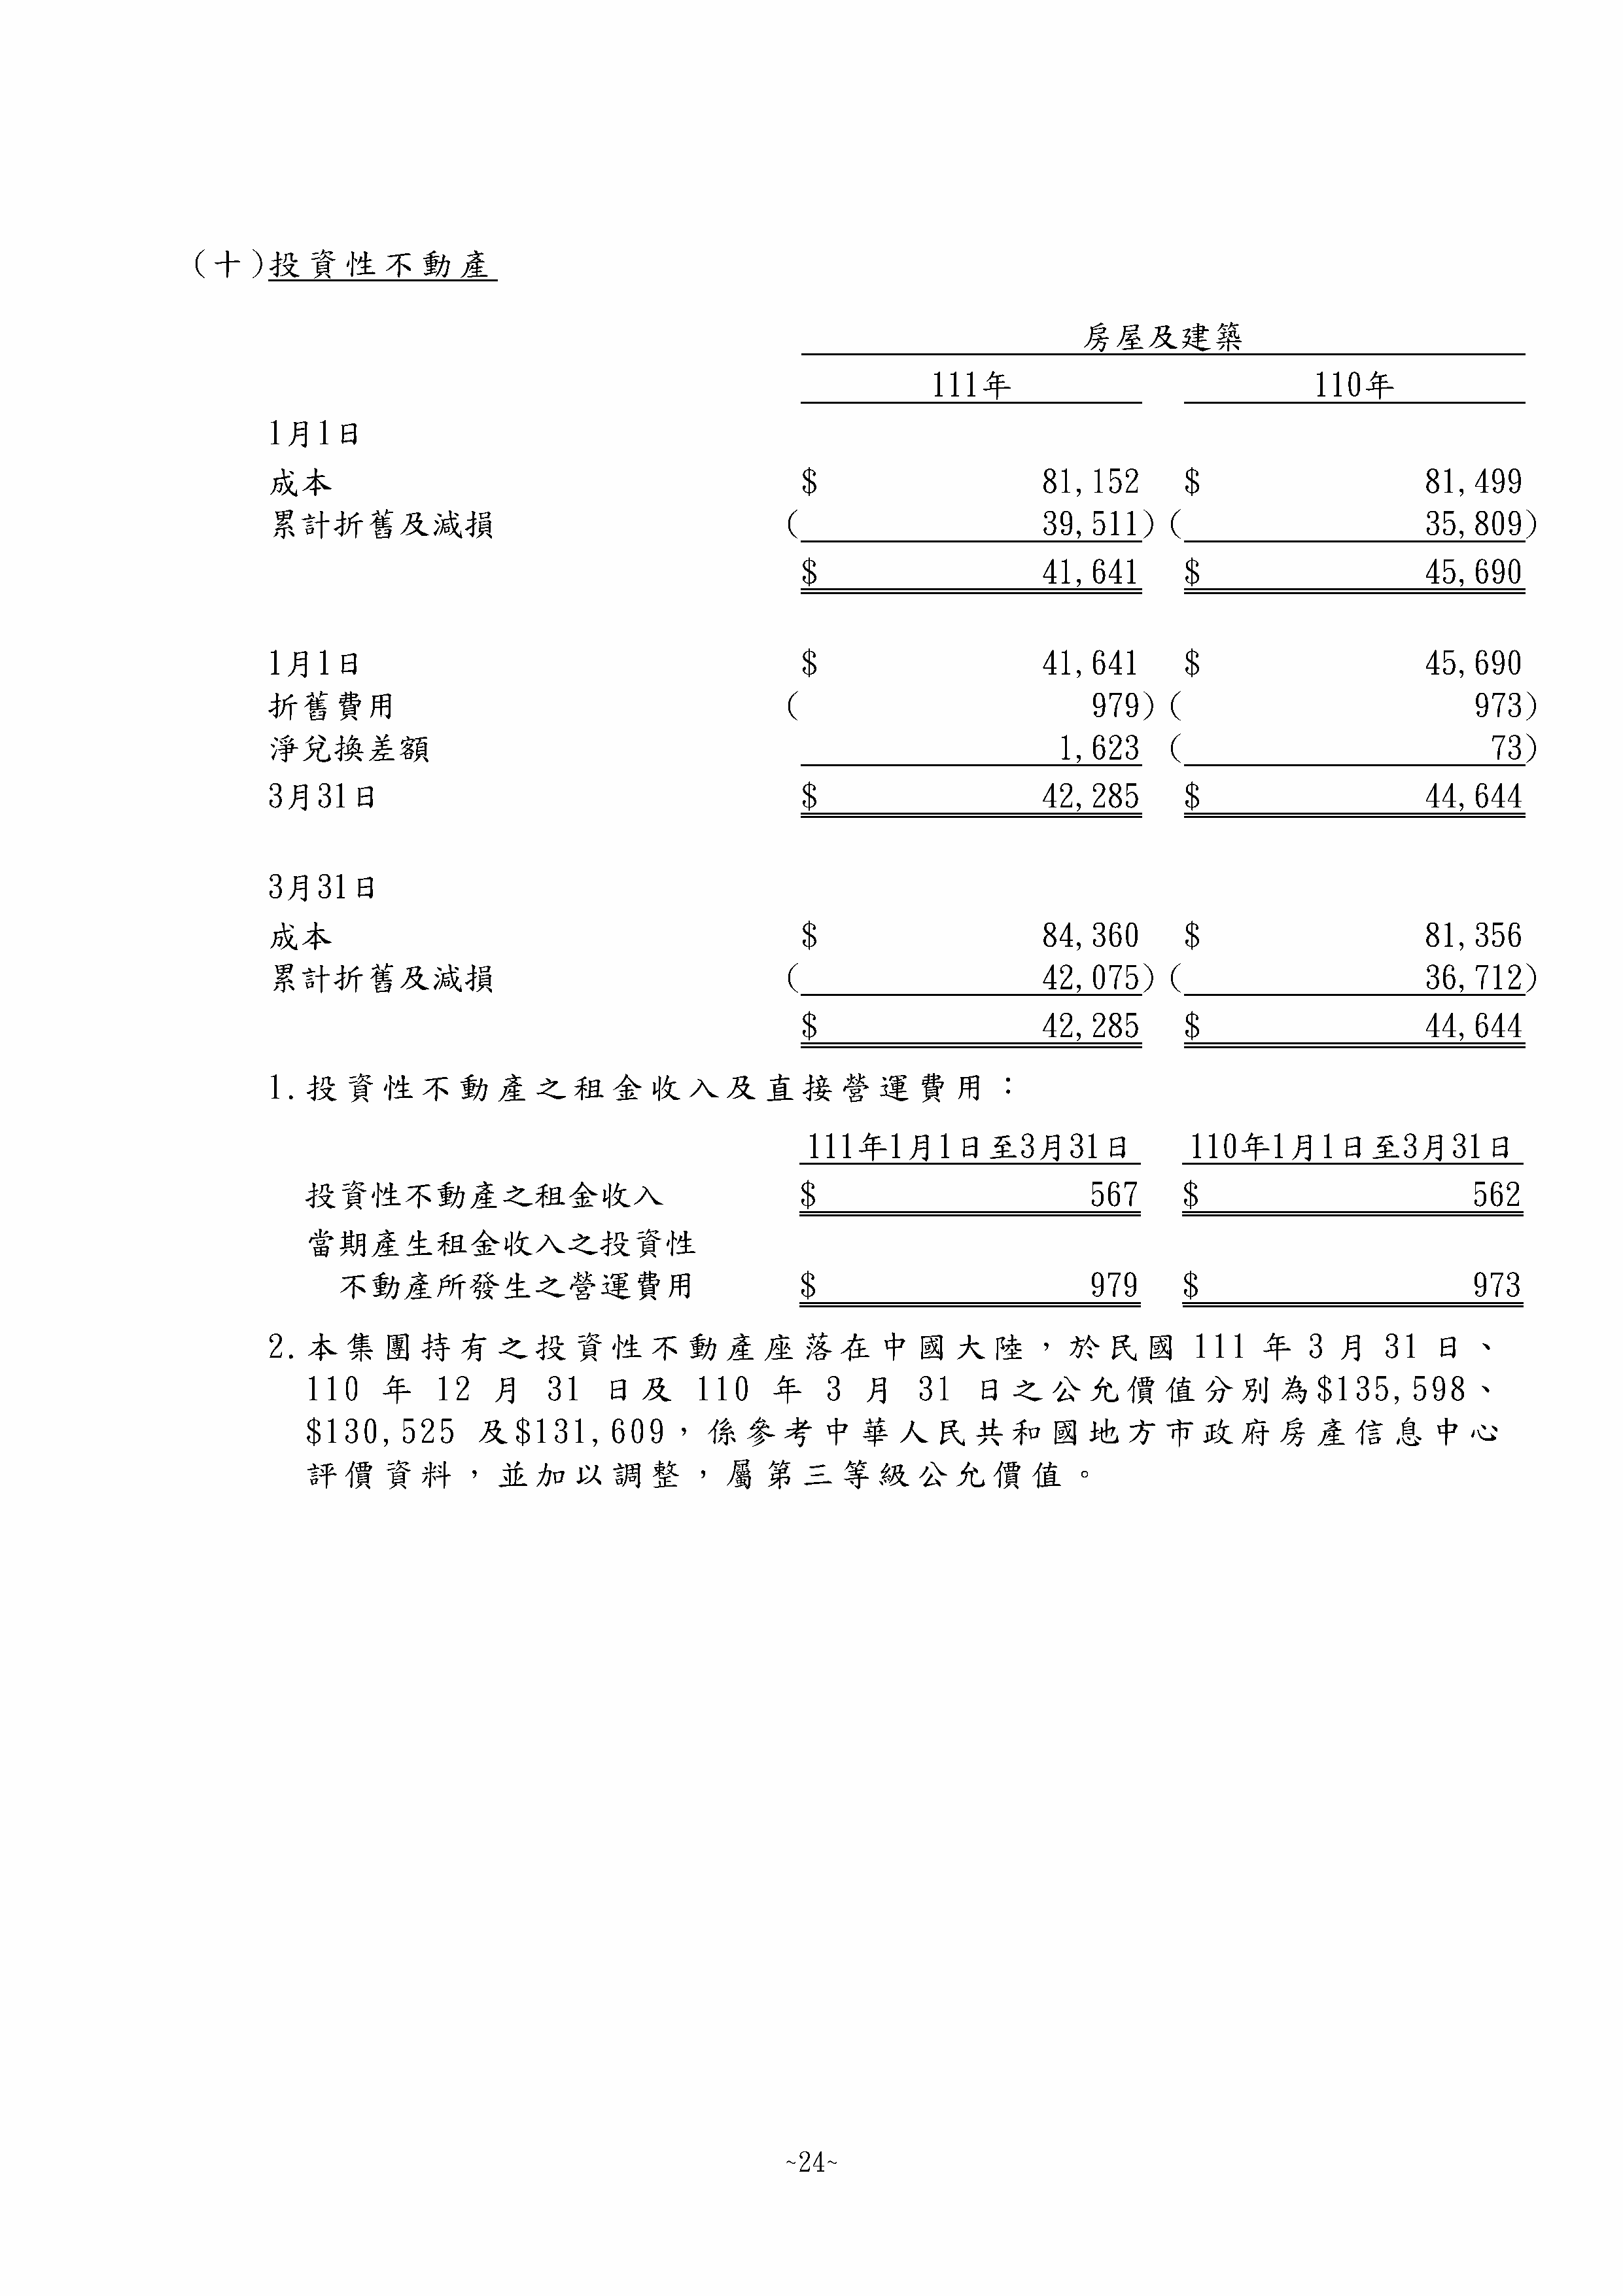 (十)投資性不動產
房屋及建築
111年 110年
1月1日
成本 $ 81,152 $ 81,499
累計折舊及減損 ( 39,511) ( 35,809)
$ 41,641 $ 45,690
1月1日 $ 41,641 $ 45,690
折舊費用 ( 979) ( 973)
淨兌換差額 1,623 ( 73)
3月31日 $ 42,285 $ 44,644
3月31日
成本 $ 84,360 $ 81,356
累計折舊及減損 ( 42,075) ( 36,712)
$ 42,285 $ 44,644
1.投資性不動產之租金收入及直接營運費用：
111年1月1日至3月31日 110年1月1日至3月31日
投資性不動產之租金收入 $ 567 $ 562
當期產生租金收入之投資性
不動產所發生之營運費用 $ 979 $ 973
2.本集團持有之投資性不動產座落在中國大陸，於民國 111 年 3 月 31 日、
110 年 12 月 31 日及 110 年 3 月 31 日之公允價值分別為$135,598、
$130,525 及$131,609，係參考中華人民共和國地方市政府房產信息中心
評價資料，並加以調整，屬第三等級公允價值。
~24~